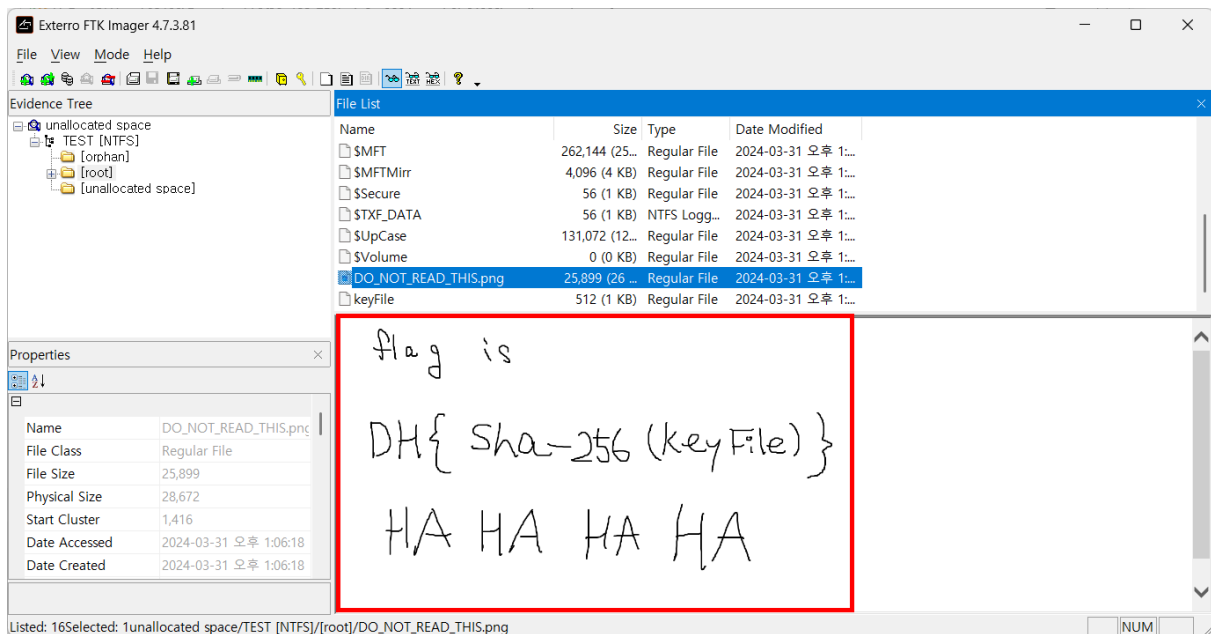 Exterro FTK Imager 4.7.3.81
File View Mode Help
Evidence Tree
unallocated space
TEST [NTFS]
[orphan]
[root]
[unallocated space]
File List
Name Size Type Date Modified
$MFT 262,144 (25... Regular File 2024-03-31 오후 1:...
$MFTMirr 4,096 (4 KB) Regular File 2024-03-31 오후 1:...
$Secure 56 (1 KB) Regular File 2024-03-31 오후 1:...
$TXF_DATA 56 (1 KB) NTFS Logg... 2024-03-31 오후 1:...
$UpCase 131,072 (12... Regular File 2024-03-31 오후 1:...
$Volume 0 (0 KB) Regular File 2024-03-31 오후 1:...
DO_NOT_READ_THIS.png 25,899 (26 ... Regular File 2024-03-31 오후 1:...
keyFile 512 (1 KB) Regular File 2024-03-31 오후 1:...
Properties
Name DO_NOT_READ_THIS.png
File Class Regular File
File Size 25,899
Physical Size 28,672
Start Cluster 1,416
Date Accessed 2024-03-31 오후 1:06:18
Date Created 2024-03-31 오후 1:06:18
flag is
DH{ Sha-256 (KeyFile) }
HA HA HA HA
Listed: 16Selected: 1unallocated space/TEST [NTFS]/[root]/DO_NOT_READ_THIS.png
NUM